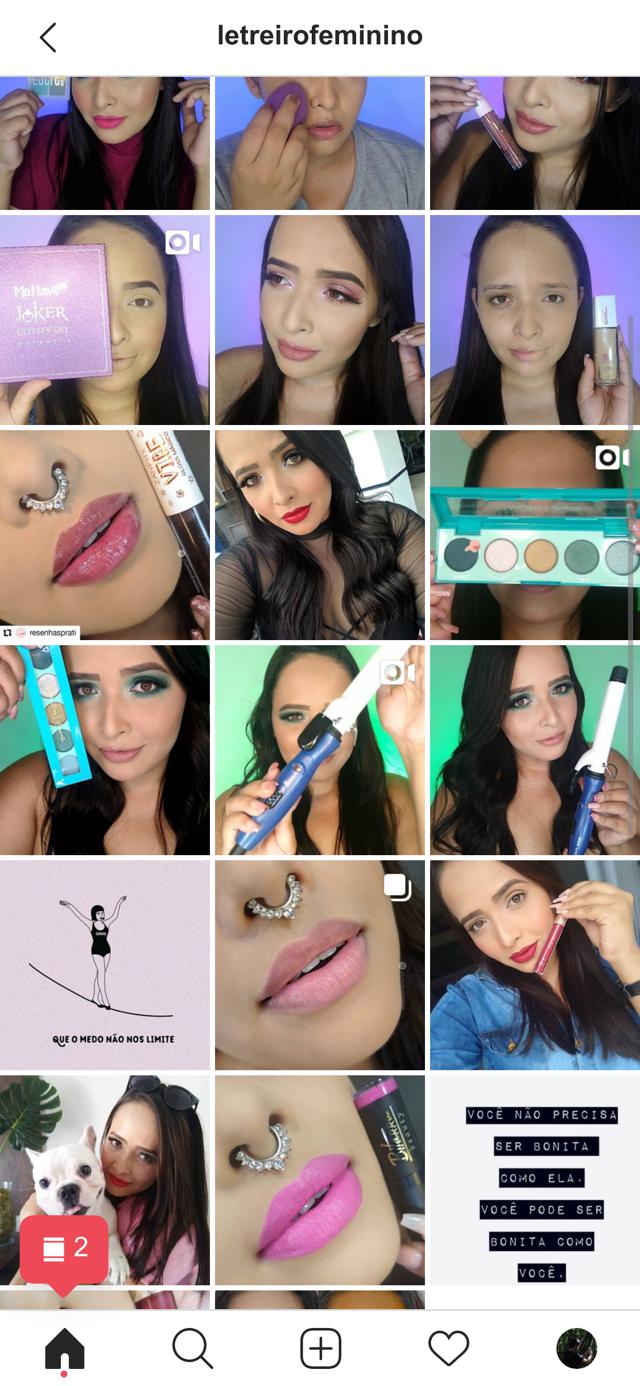 letreirofeminino
MaHav
JOKER
GLITTER GEL
VIBE
resenhasprati
QUE O MEDO NÃO NOS LIMITE
VOCÊ NÃO PRECISA
SER BONITA
COMO ELA.
VOCÊ PODE SER
BONITA COMO
VOCÊ.
2